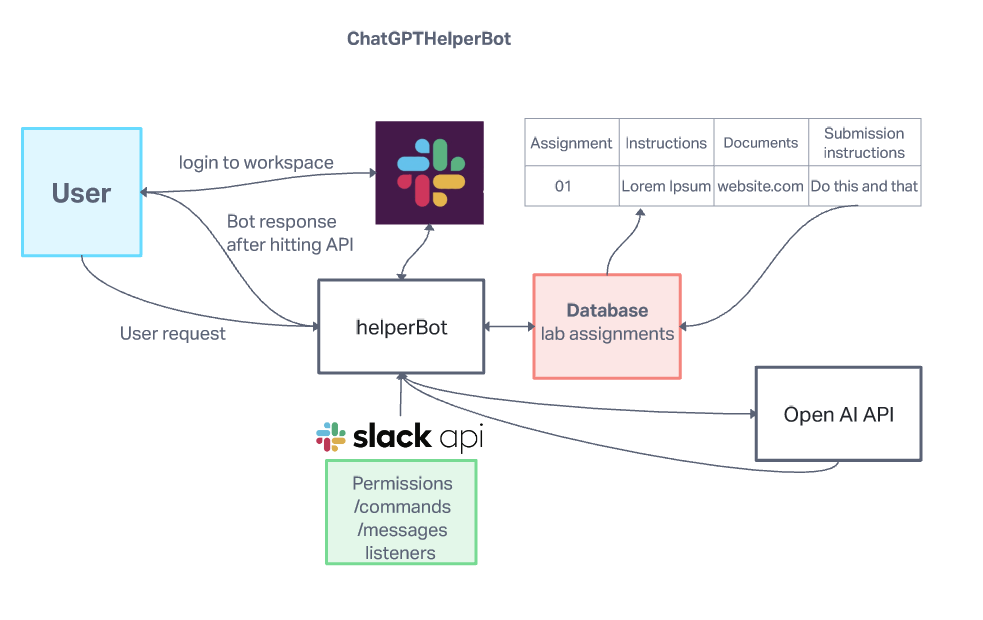 ChatGPTHelperBot
User
login to workspace
Bot response
after hitting API
User request
Assignment Instructions Documents Submission instructions
01 Lorem Ipsum website.com Do this and that
helperBot
Database
lab assignments
Open AI API
slack api
Permissions
/commands
/messages
listeners